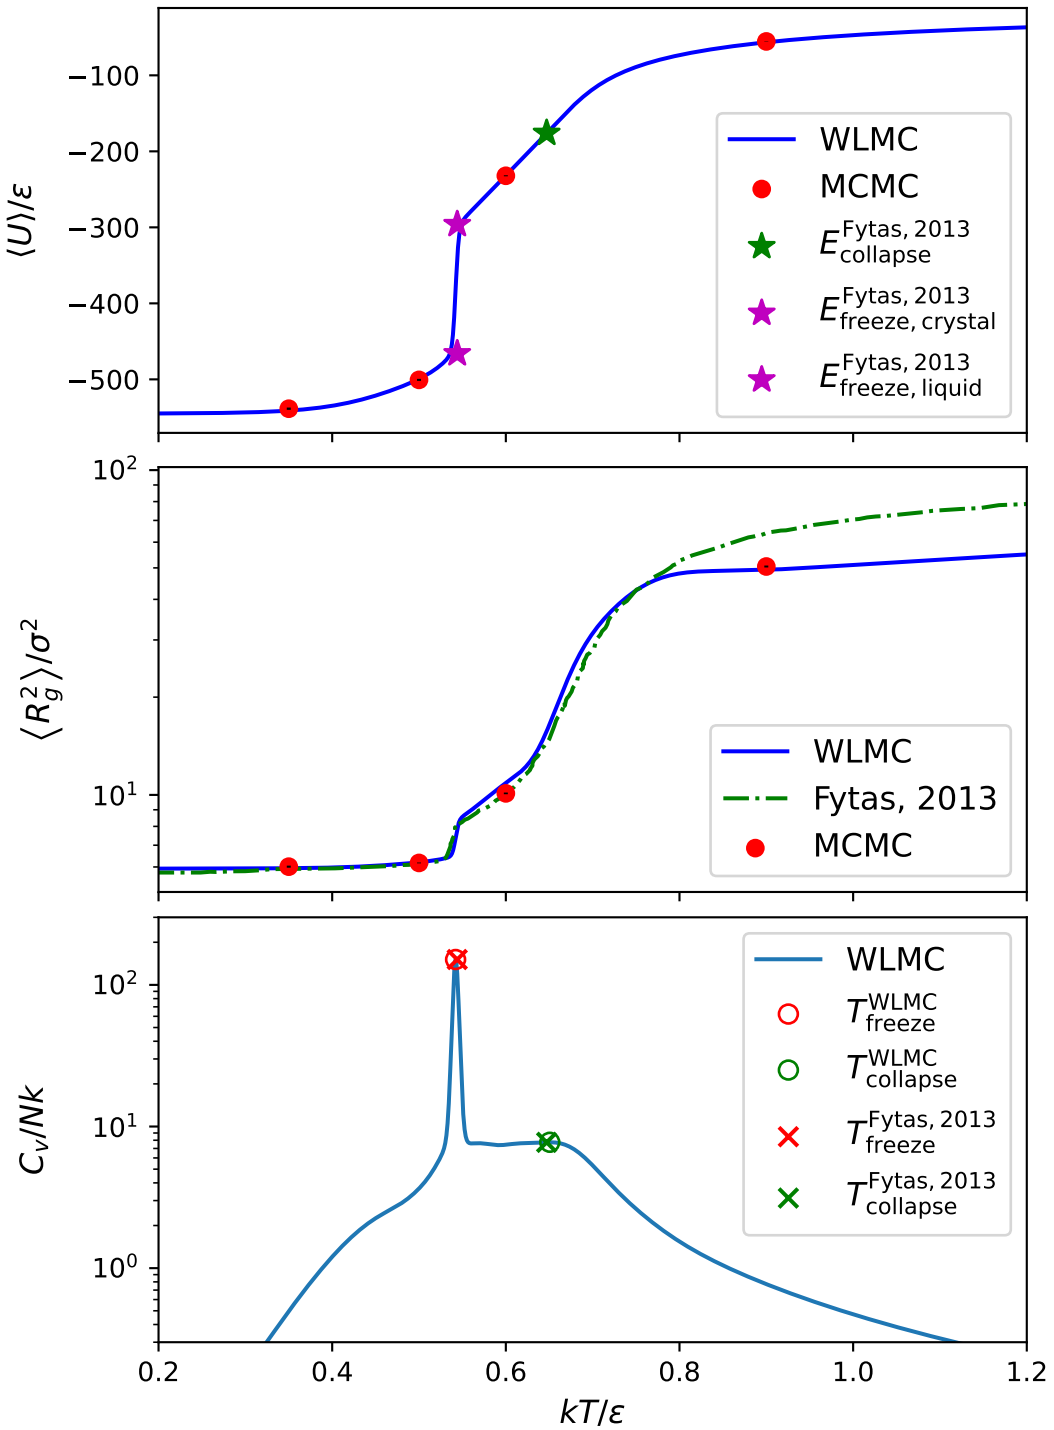 ⟨U⟩/ε
−100
−200
−300
−400
−500
WLMC
MCMC
E^{Fytas, 2013}_{collapse}
E^{Fytas, 2013}_{freeze, crystal}
E^{Fytas, 2013}_{freeze, liquid}
⟨R_g^2⟩/σ^2
10^2
10^1
WLMC
Fytas, 2013
MCMC
C_v/Nk
10^2
10^1
10^0
WLMC
T^{WLMC}_{freeze}
T^{WLMC}_{collapse}
T^{Fytas, 2013}_{freeze}
T^{Fytas, 2013}_{collapse}
0.2 0.4 0.6 0.8 1.0 1.2
kT/ε